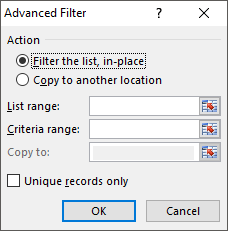 Advanced Filter ? ×
Action
Filter the list, in-place
Copy to another location
List range:
Criteria range:
Copy to:
Unique records only
OK Cancel